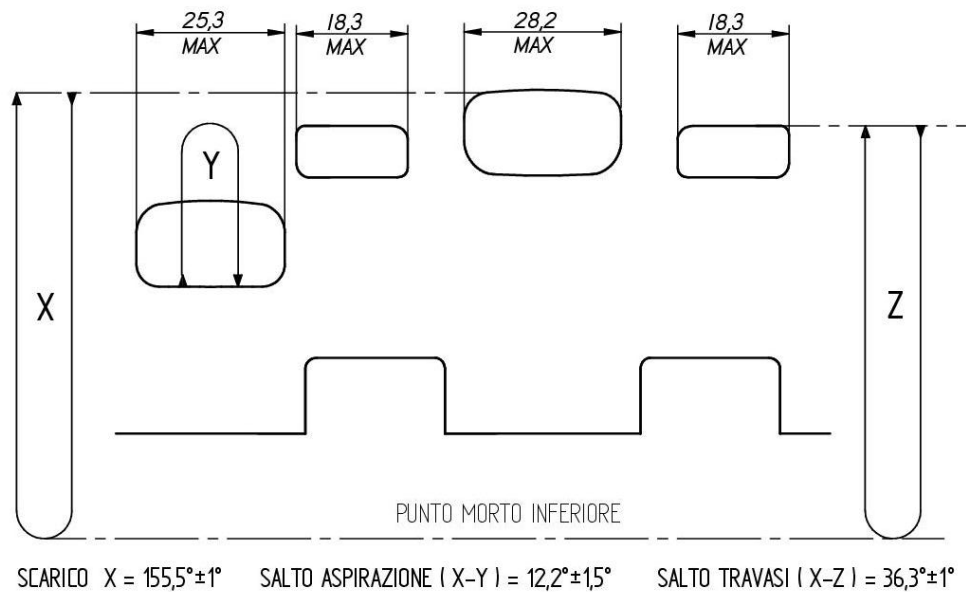 25,3
MAX
18,3
MAX
28,2
MAX
18,3
MAX
Y
X
Z
PUNTO MORTO INFERIORE
SCARICO X = 155,5°±1° SALTO ASPIRAZIONE ( X-Y ) = 12,2°±1,5° SALTO TRAVASI ( X-Z ) = 36,3°±1°